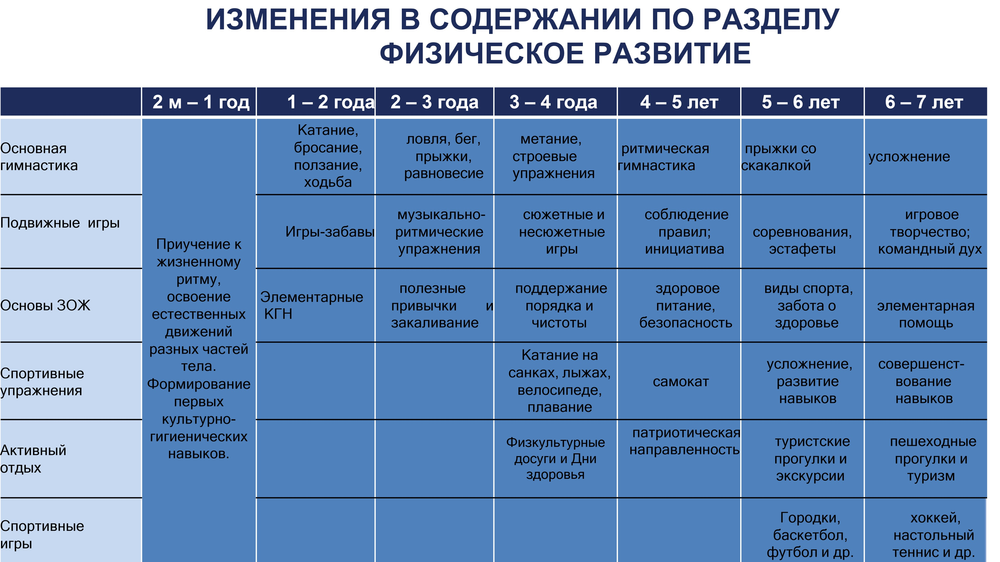 ИЗМЕНЕНИЯ В СОДЕРЖАНИИ ПО РАЗДЕЛУ
ФИЗИЧЕСКОЕ РАЗВИТИЕ
2 м – 1 год
1 – 2 года
2 – 3 года
3 – 4 года
4 – 5 лет
5 – 6 лет
6 – 7 лет
Основная
гимнастика
Приучение к
жизненному
ритму,
освоение
естественных
движений
разных частей
тела.
Формирование
первых
культурно-
гигиенических
навыков.
Катание,
бросание,
ползание,
ходьба
ловля, бег,
прыжки,
равновесие
метание,
строевые
упражнения
ритмическая
гимнастика
прыжки со
скакалкой
усложнение
Подвижные игры
Игры-забавы
музыкально-
ритмические
упражнения
сюжетные и
несюжетные
игры
соблюдение
правил;
инициатива
соревнования,
эстафеты
игровое
творчество;
командный дух
Основы ЗОЖ
Элементарные
КГН
полезные
привычки и
закаливание
поддержание
порядка и
чистоты
здоровое
питание,
безопасность
виды спорта,
забота о
здоровье
элементарная
помощь
Спортивные
упражнения
Катание на
санках, лыжах,
велосипеде,
плавание
самокат
усложнение,
развитие
навыков
совершенст-
вование
навыков
Активный
отдых
Физкультурные
досуги и Дни
здоровья
патриотическая
направленность
туристские
прогулки и
экскурсии
пешеходные
прогулки и
туризм
Спортивные
игры
Городки,
баскетбол,
футбол и др.
хоккей,
настольный
теннис и др.